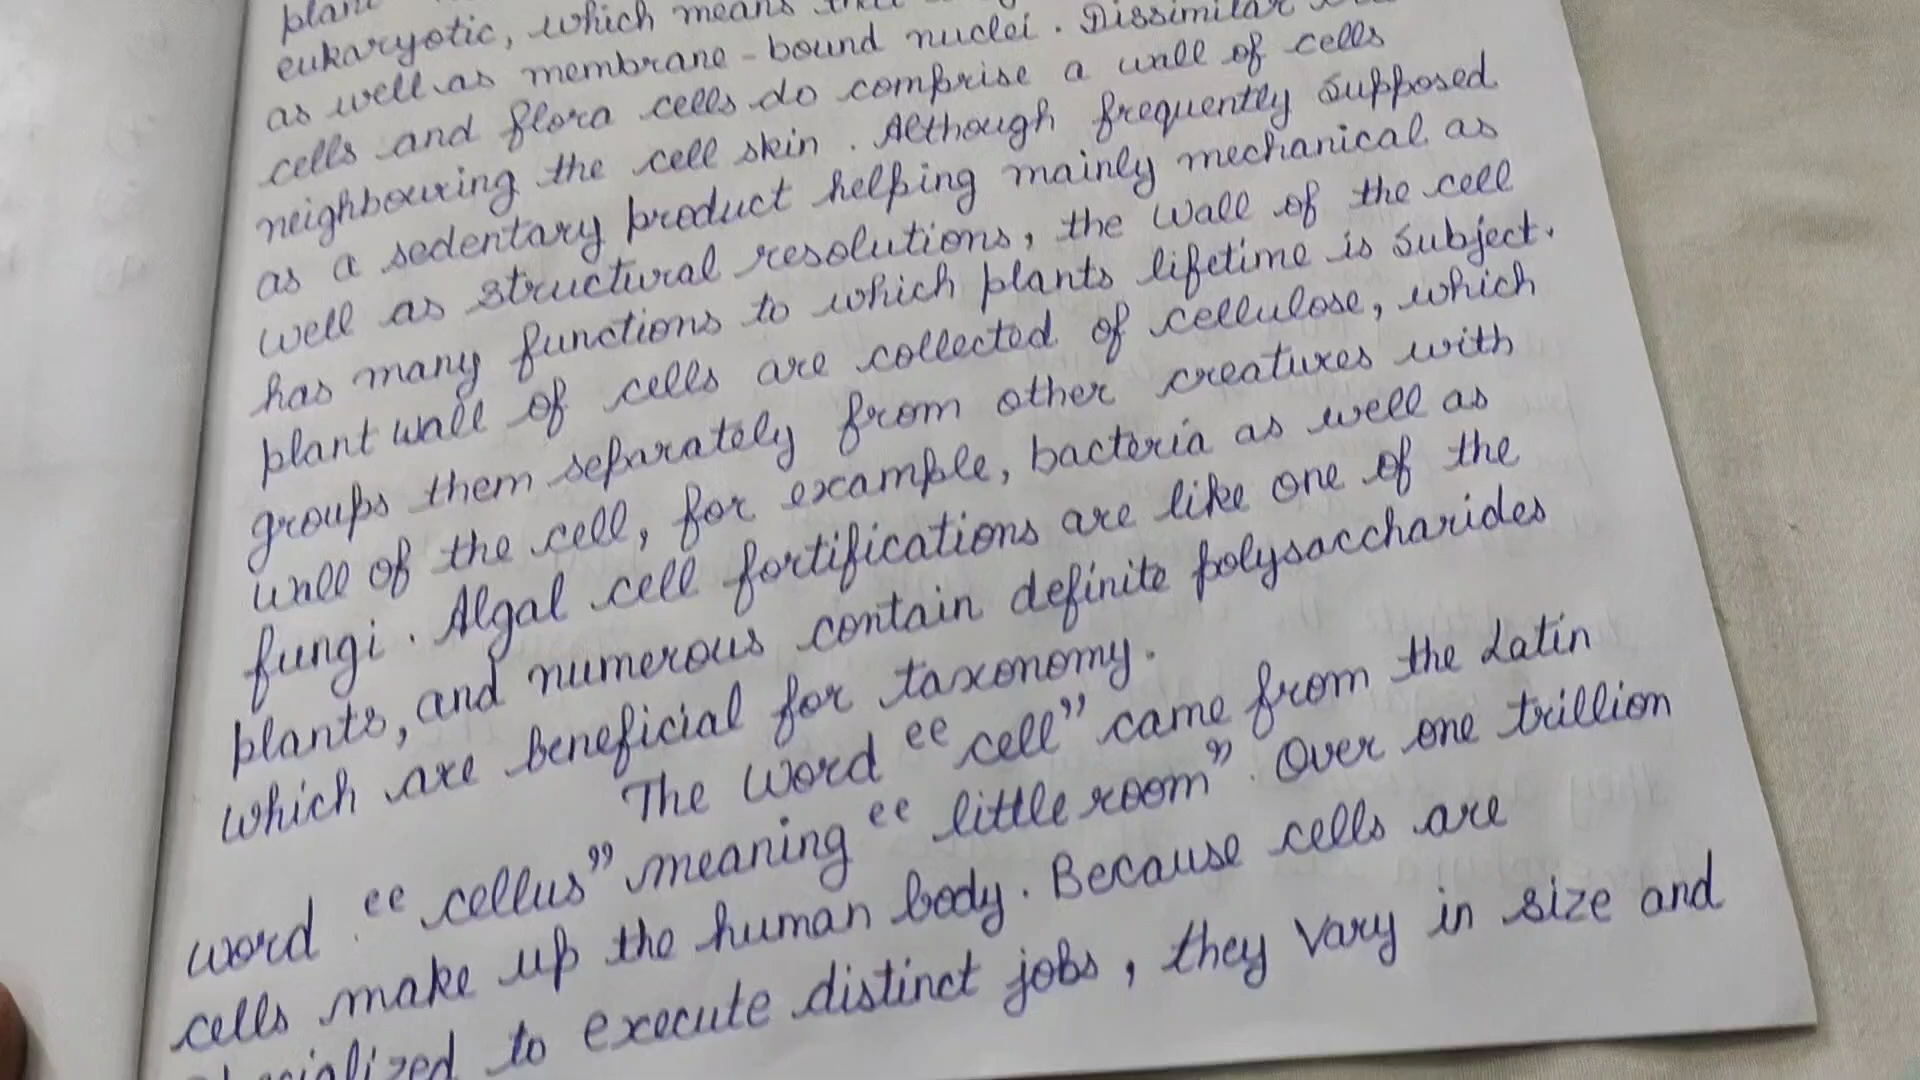 plant
eukaryotic, which means
as well as membrane-bound nuclei. Dissimilar
cells and flora cells do comprise a wall of cells
neighbouring the cell skin. Although frequently supposed
as a sedentary product helping mainly mechanical as
well as structural resolutions, the wall of the cell
has many functions to which plants lifetime is subject.
plant wall of cells are collected of cellulose, which
groups them separately from other creatures with
wall of the cell, for example, bacteria as well as
fungi. Algal cell fortifications are like one of the
plants, and numerous contain definite polysaccharides
which are beneficial for taxonomy.
The word "cell" came from the Latin
word "cellus" meaning "little room". Over one trillion
cells make up the human body. Because cells are
specialized to execute distinct jobs, they vary in size and